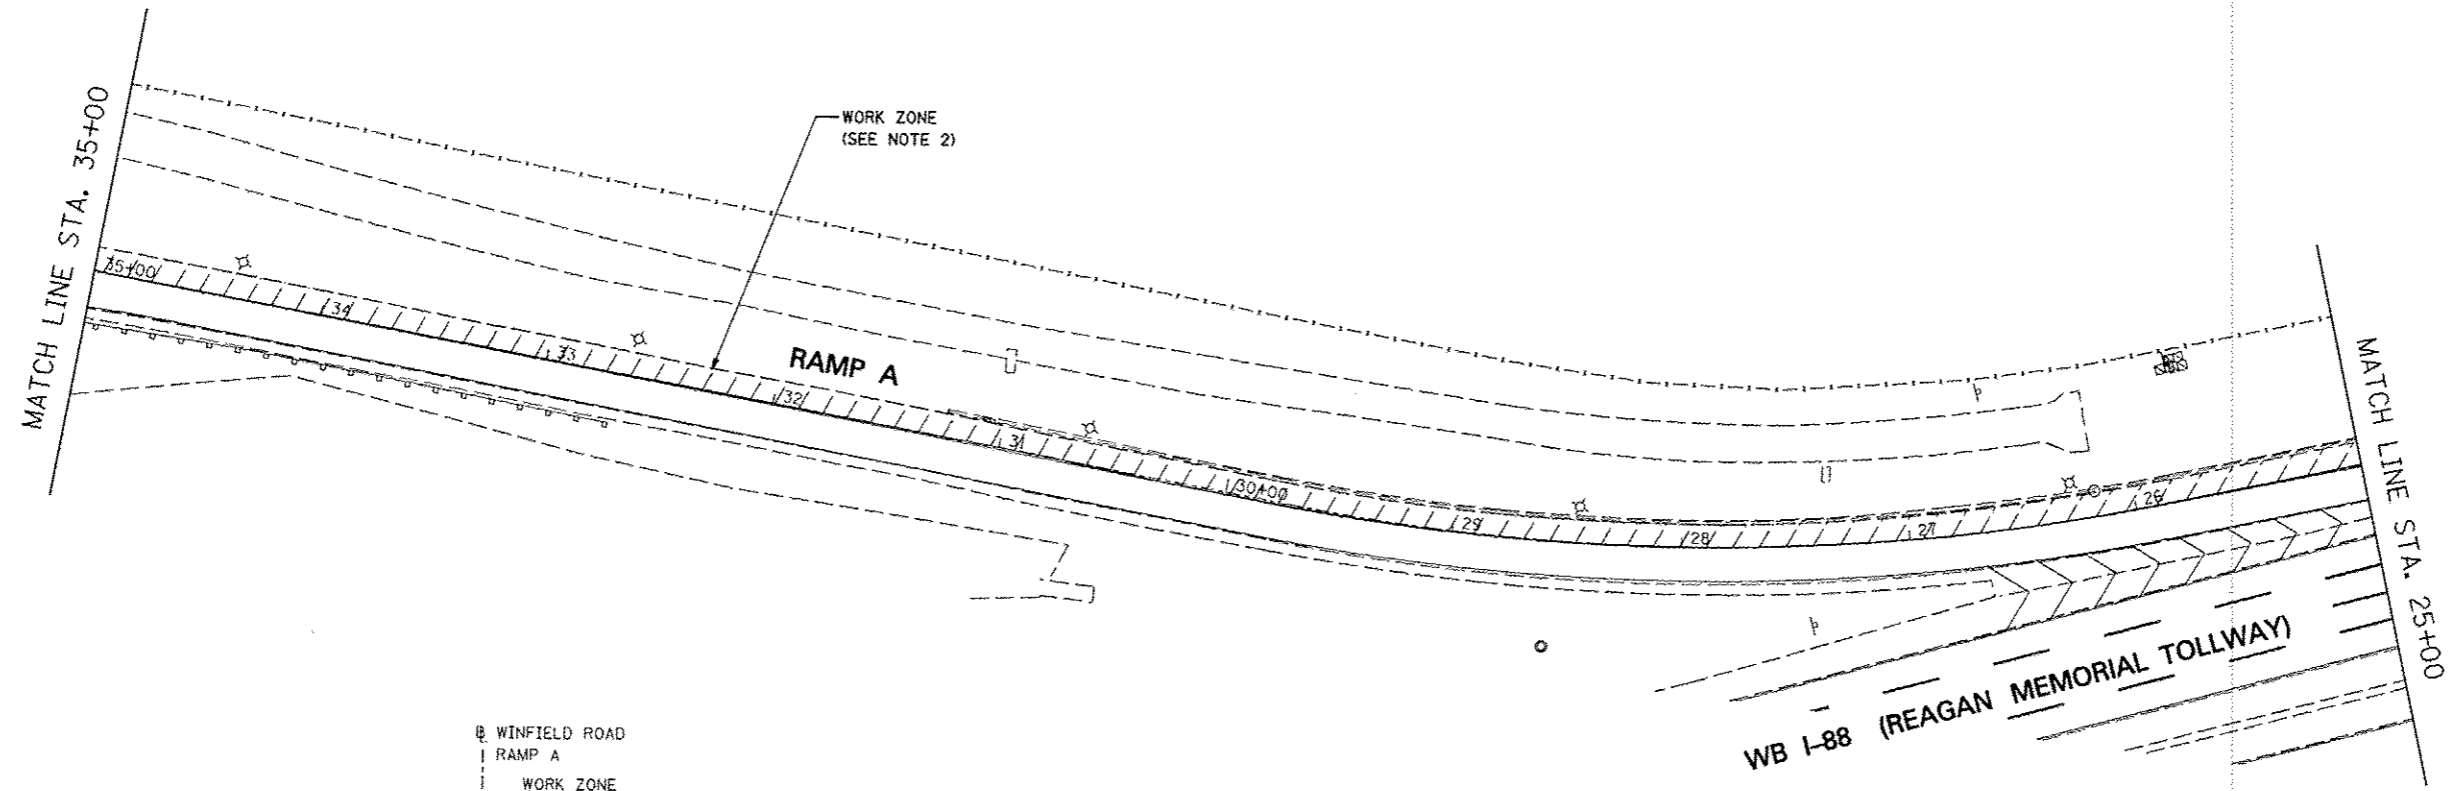 MATCH LINE STA. 35+00
WORK ZONE
(SEE NOTE 2)
35+00
34
33
32
RAMP A
31
30+00
29
28
27
26
MATCH LINE STA. 25+00
WB I-88 (REAGAN MEMORIAL TOLLWAY)
WINFIELD ROAD
RAMP A
WORK ZONE